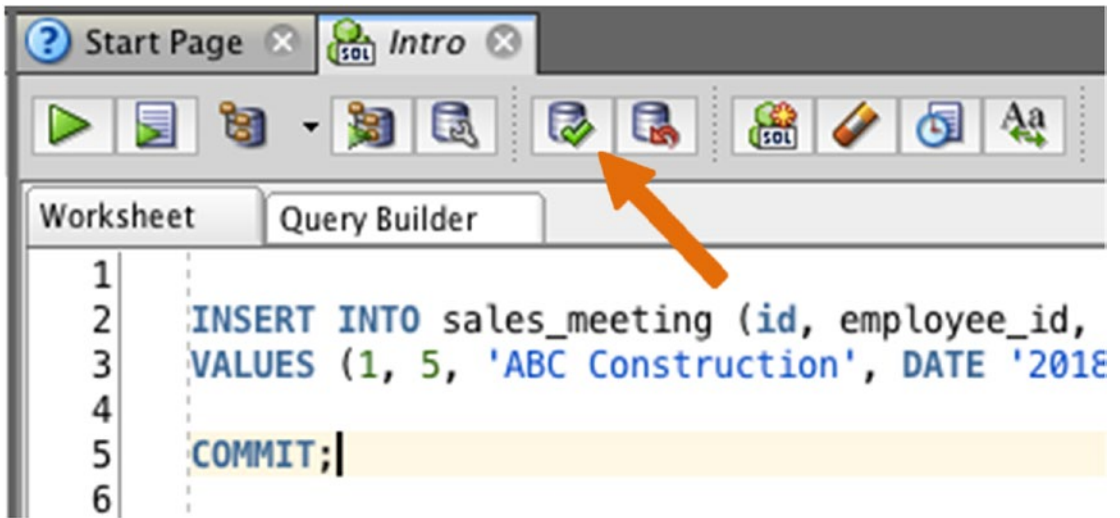 Start Page SQL Intro
SQL Aa
Worksheet Query Builder
1
2 INSERT INTO sales_meeting (id, employee_id,
3 VALUES (1, 5, 'ABC Construction', DATE '2018
4
5 COMMIT;
6